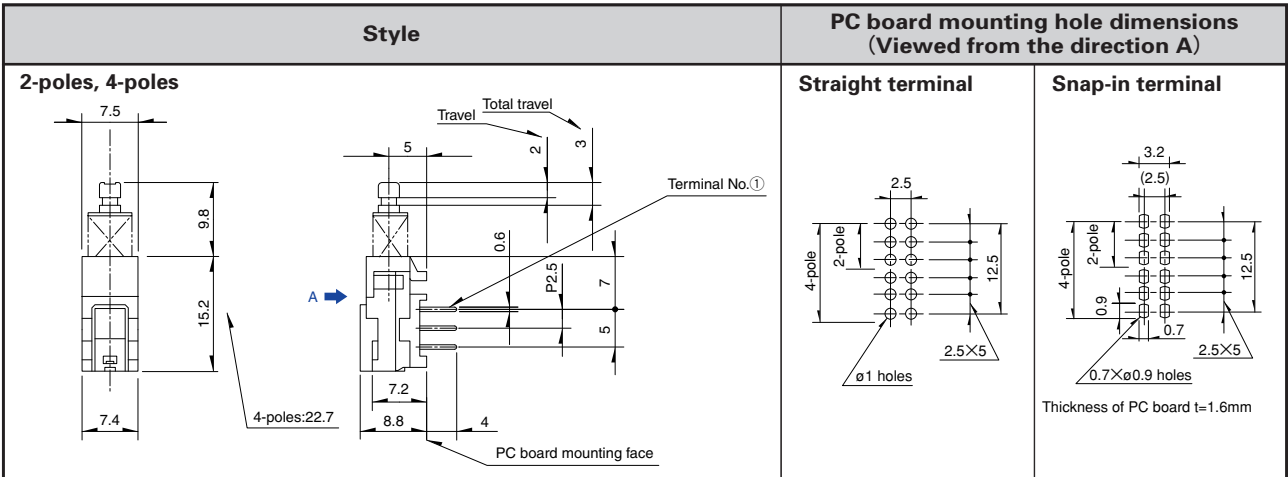 Style
PC board mounting hole dimensions
(Viewed from the direction A)
2-poles, 4-poles
Straight terminal
Snap-in terminal
7.5
9.8
15.2
7.4
4-poles:22.7
Travel
Total travel
5
2
3
Terminal No.①
0.6
P2.5
7
5
A
7.2
8.8
4
PC board mounting face
2.5
4-pole
2-pole
12.5
2.5×5
ø1 holes
3.2
(2.5)
4-pole
2-pole
12.5
0.9
0.7
2.5×5
0.7×ø0.9 holes
Thickness of PC board t=1.6mm